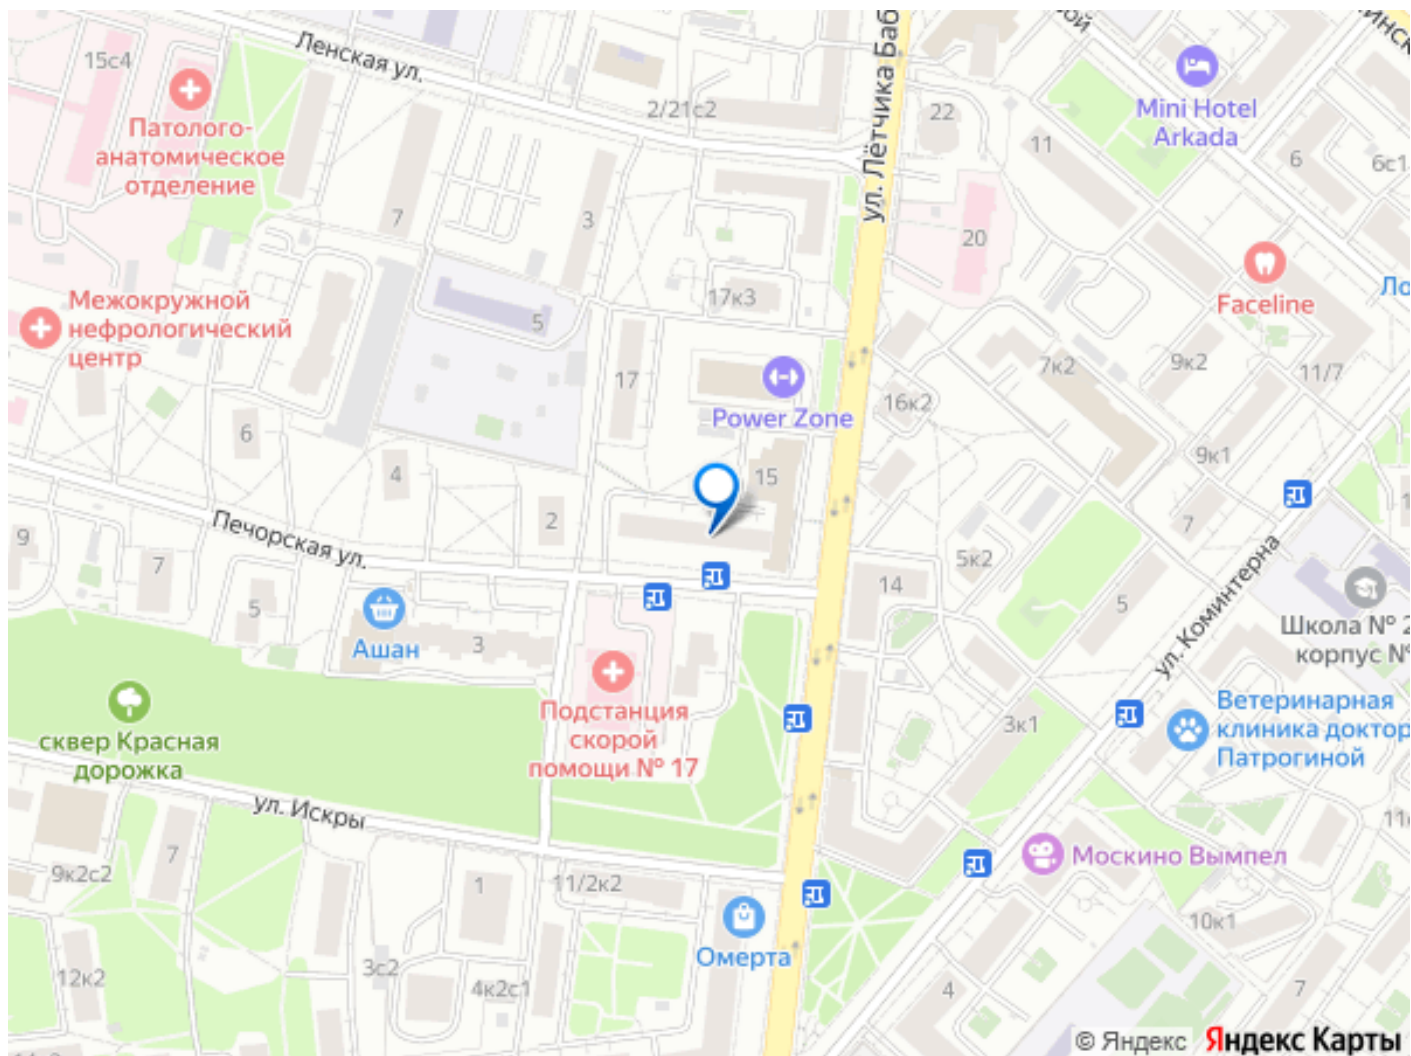 15с4
Ленская ул.
2/21с2
ул. Лётчика Баб
22
11
Mini Hotel
Arkada
6
6с1
Патолого-
анатомическое
отделение
7
3
20
Faceline
Ло
Межокружной
нефрологический
центр
5
17к3
17
7к2
9к2
11/7
Power Zone
16к2
6
4
2
15
9к1
7
Печорская ул.
9
7
5
Ашан
3
14
5к2
5
ул. Коминтерна
Школа № 2
корпус №
Подстанция
скорой
помощи № 17
сквер Красная
дорожка
3к1
Ветеринарная
клиника доктор
Патрогиной
ул. Искры
9к2с2
7
1
11/2к2
Москино Вымпел
Омерта
10к1
12к2
3с2
4к2с1
4
7
© Яндекс Яндекс Карты